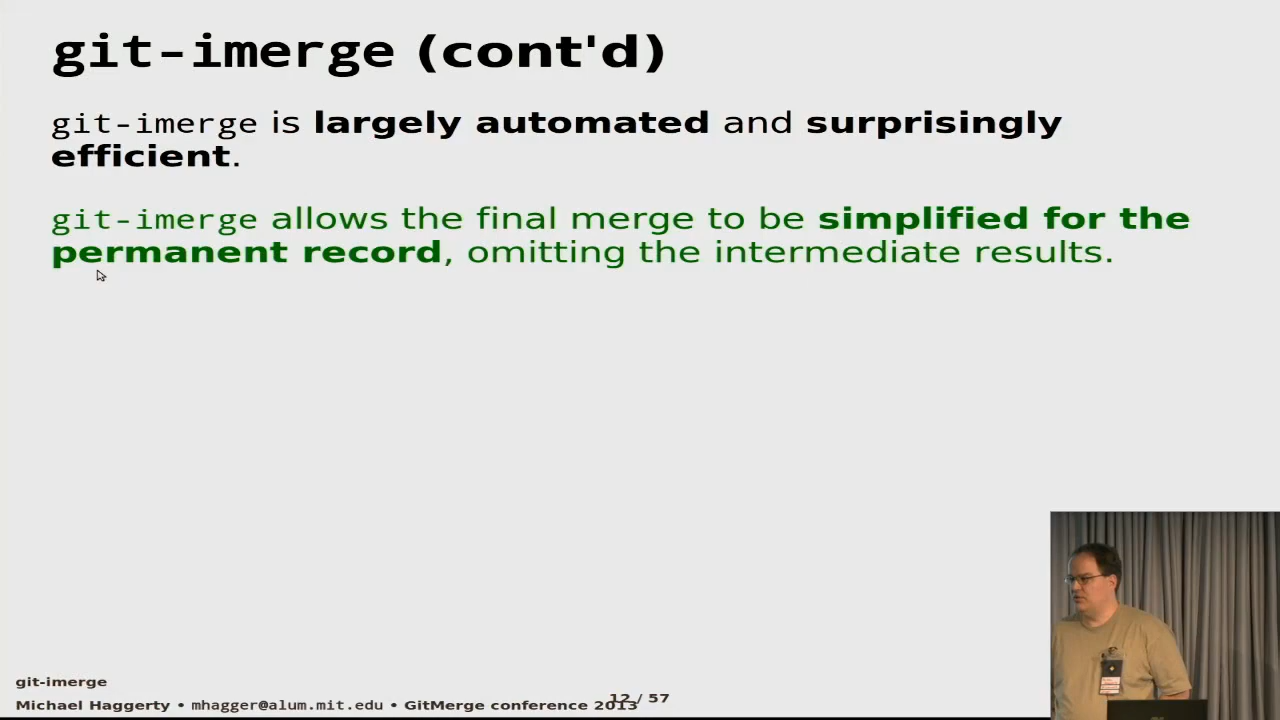 git-imerge (cont'd)
git-imerge is largely automated and surprisingly
efficient.
git-imerge allows the final merge to be simplified for the
permanent record, omitting the intermediate results.
git-imerge
Michael Haggerty • mhagger@alum.mit.edu • GitMerge conference 2013
12 / 57